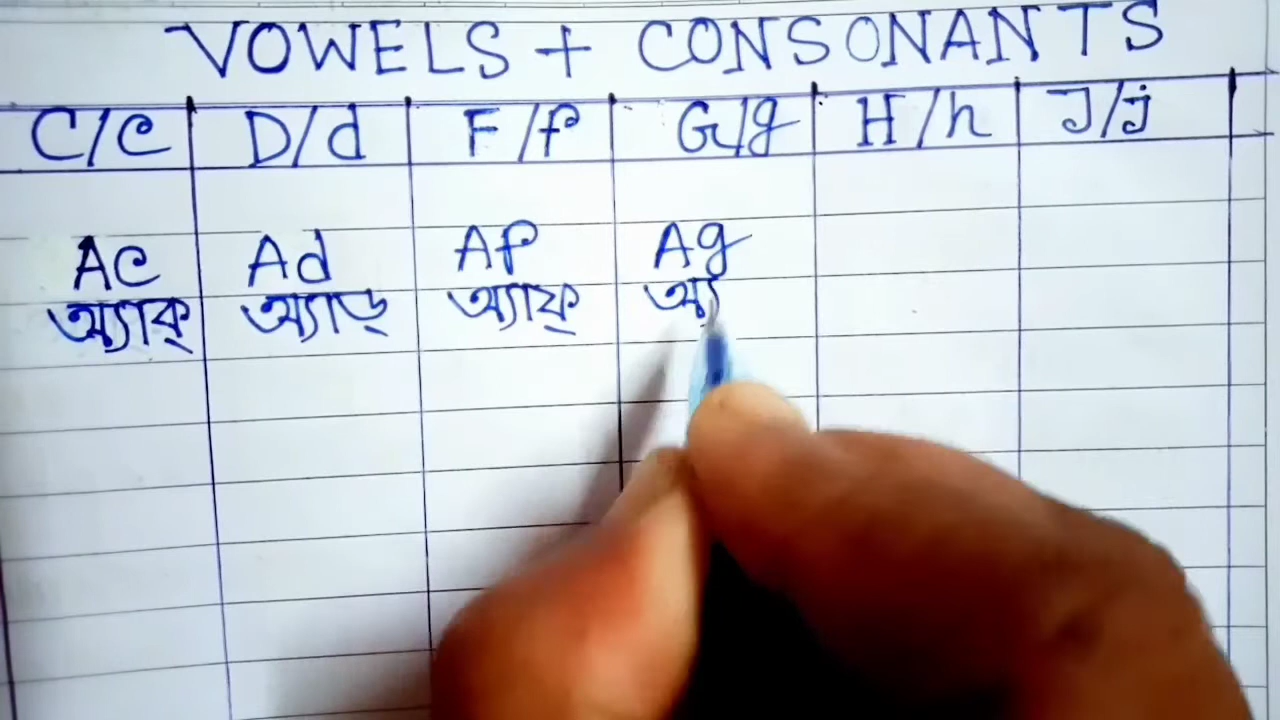 VOWELS + CONSONANTS
C/c D/d F/f G/g H/h J/j
Ac Ad Af Ag
অ্যাক্ অ্যাড্ অ্যাফ্ অ্য